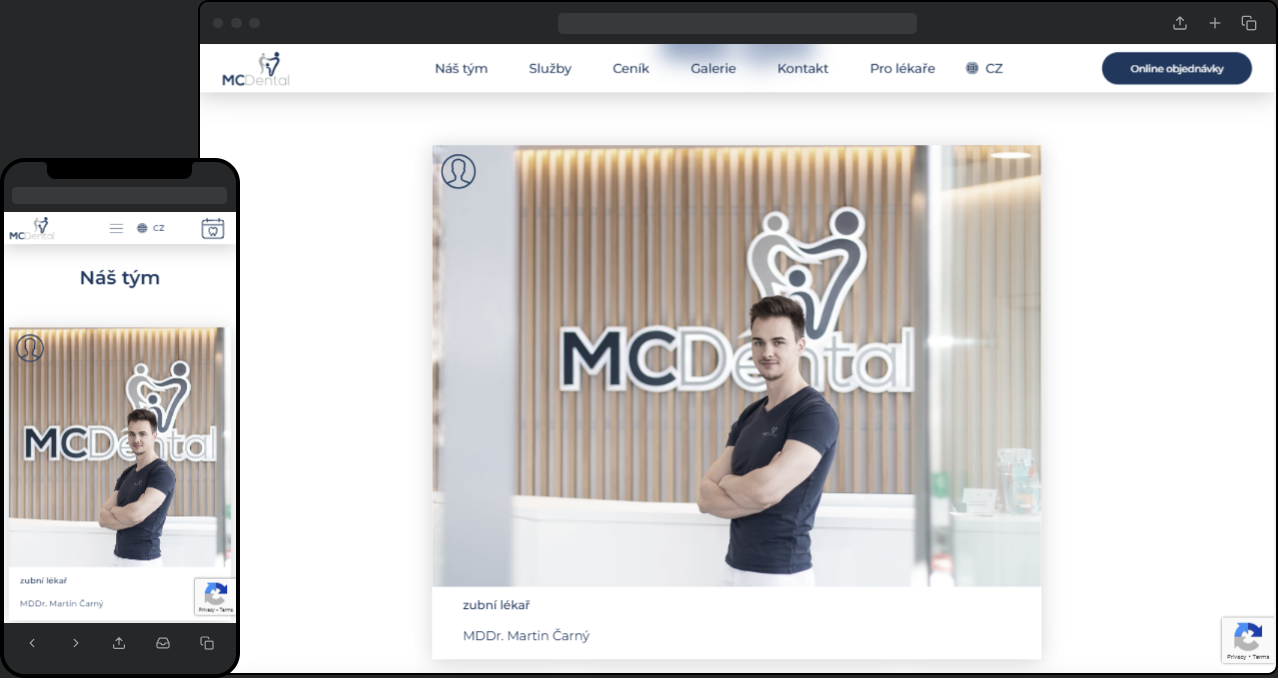 MCDental
Náš tým
Služby
Ceník
Galerie
Kontakt
Pro lékaře
CZ
Online objednávky
MCDental
zubní lékař
MDDr. Martin Čarný
Privacy • Terms
MCDental
CZ
Náš tým
MCDental
zubní lékař
MDDr. Martin Čarný
Privacy • Terms